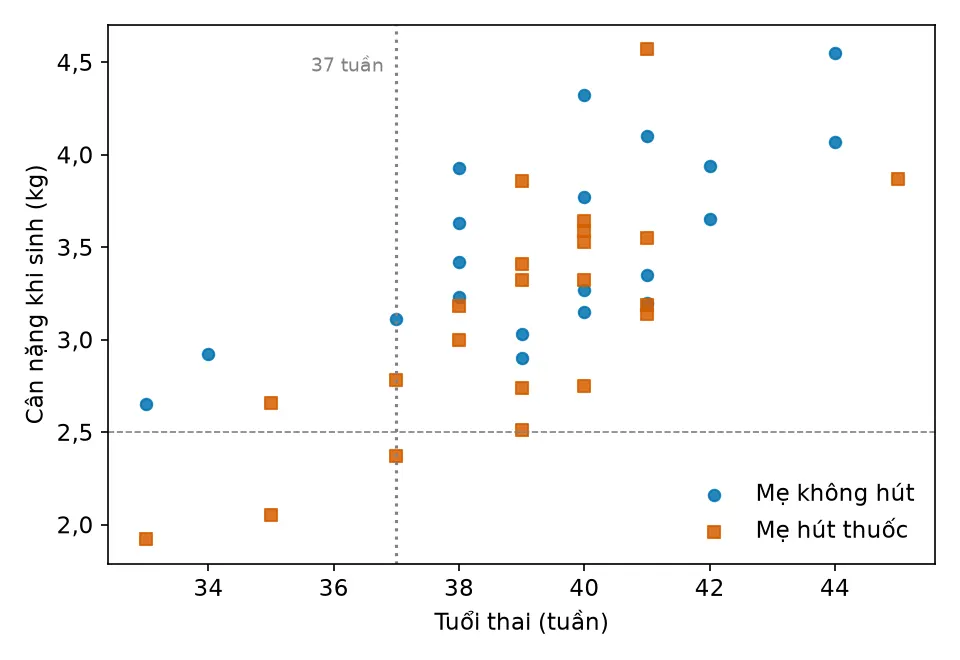 4,5
4,0
3,5
3,0
2,5
2,0
37 tuần
Cân nặng khi sinh (kg)
Mẹ không hút
Mẹ hút thuốc
34 36 38 40 42 44
Tuổi thai (tuần)